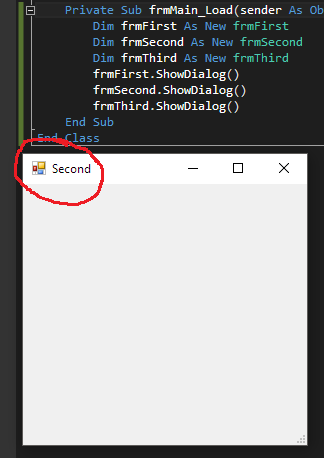 Private Sub frmMain_Load(sender As Ob
Dim frmFirst As New frmFirst
Dim frmSecond As New frmSecond
Dim frmThird As New frmThird
frmFirst.ShowDialog()
frmSecond.ShowDialog()
frmThird.ShowDialog()
End Sub
End Class
Second